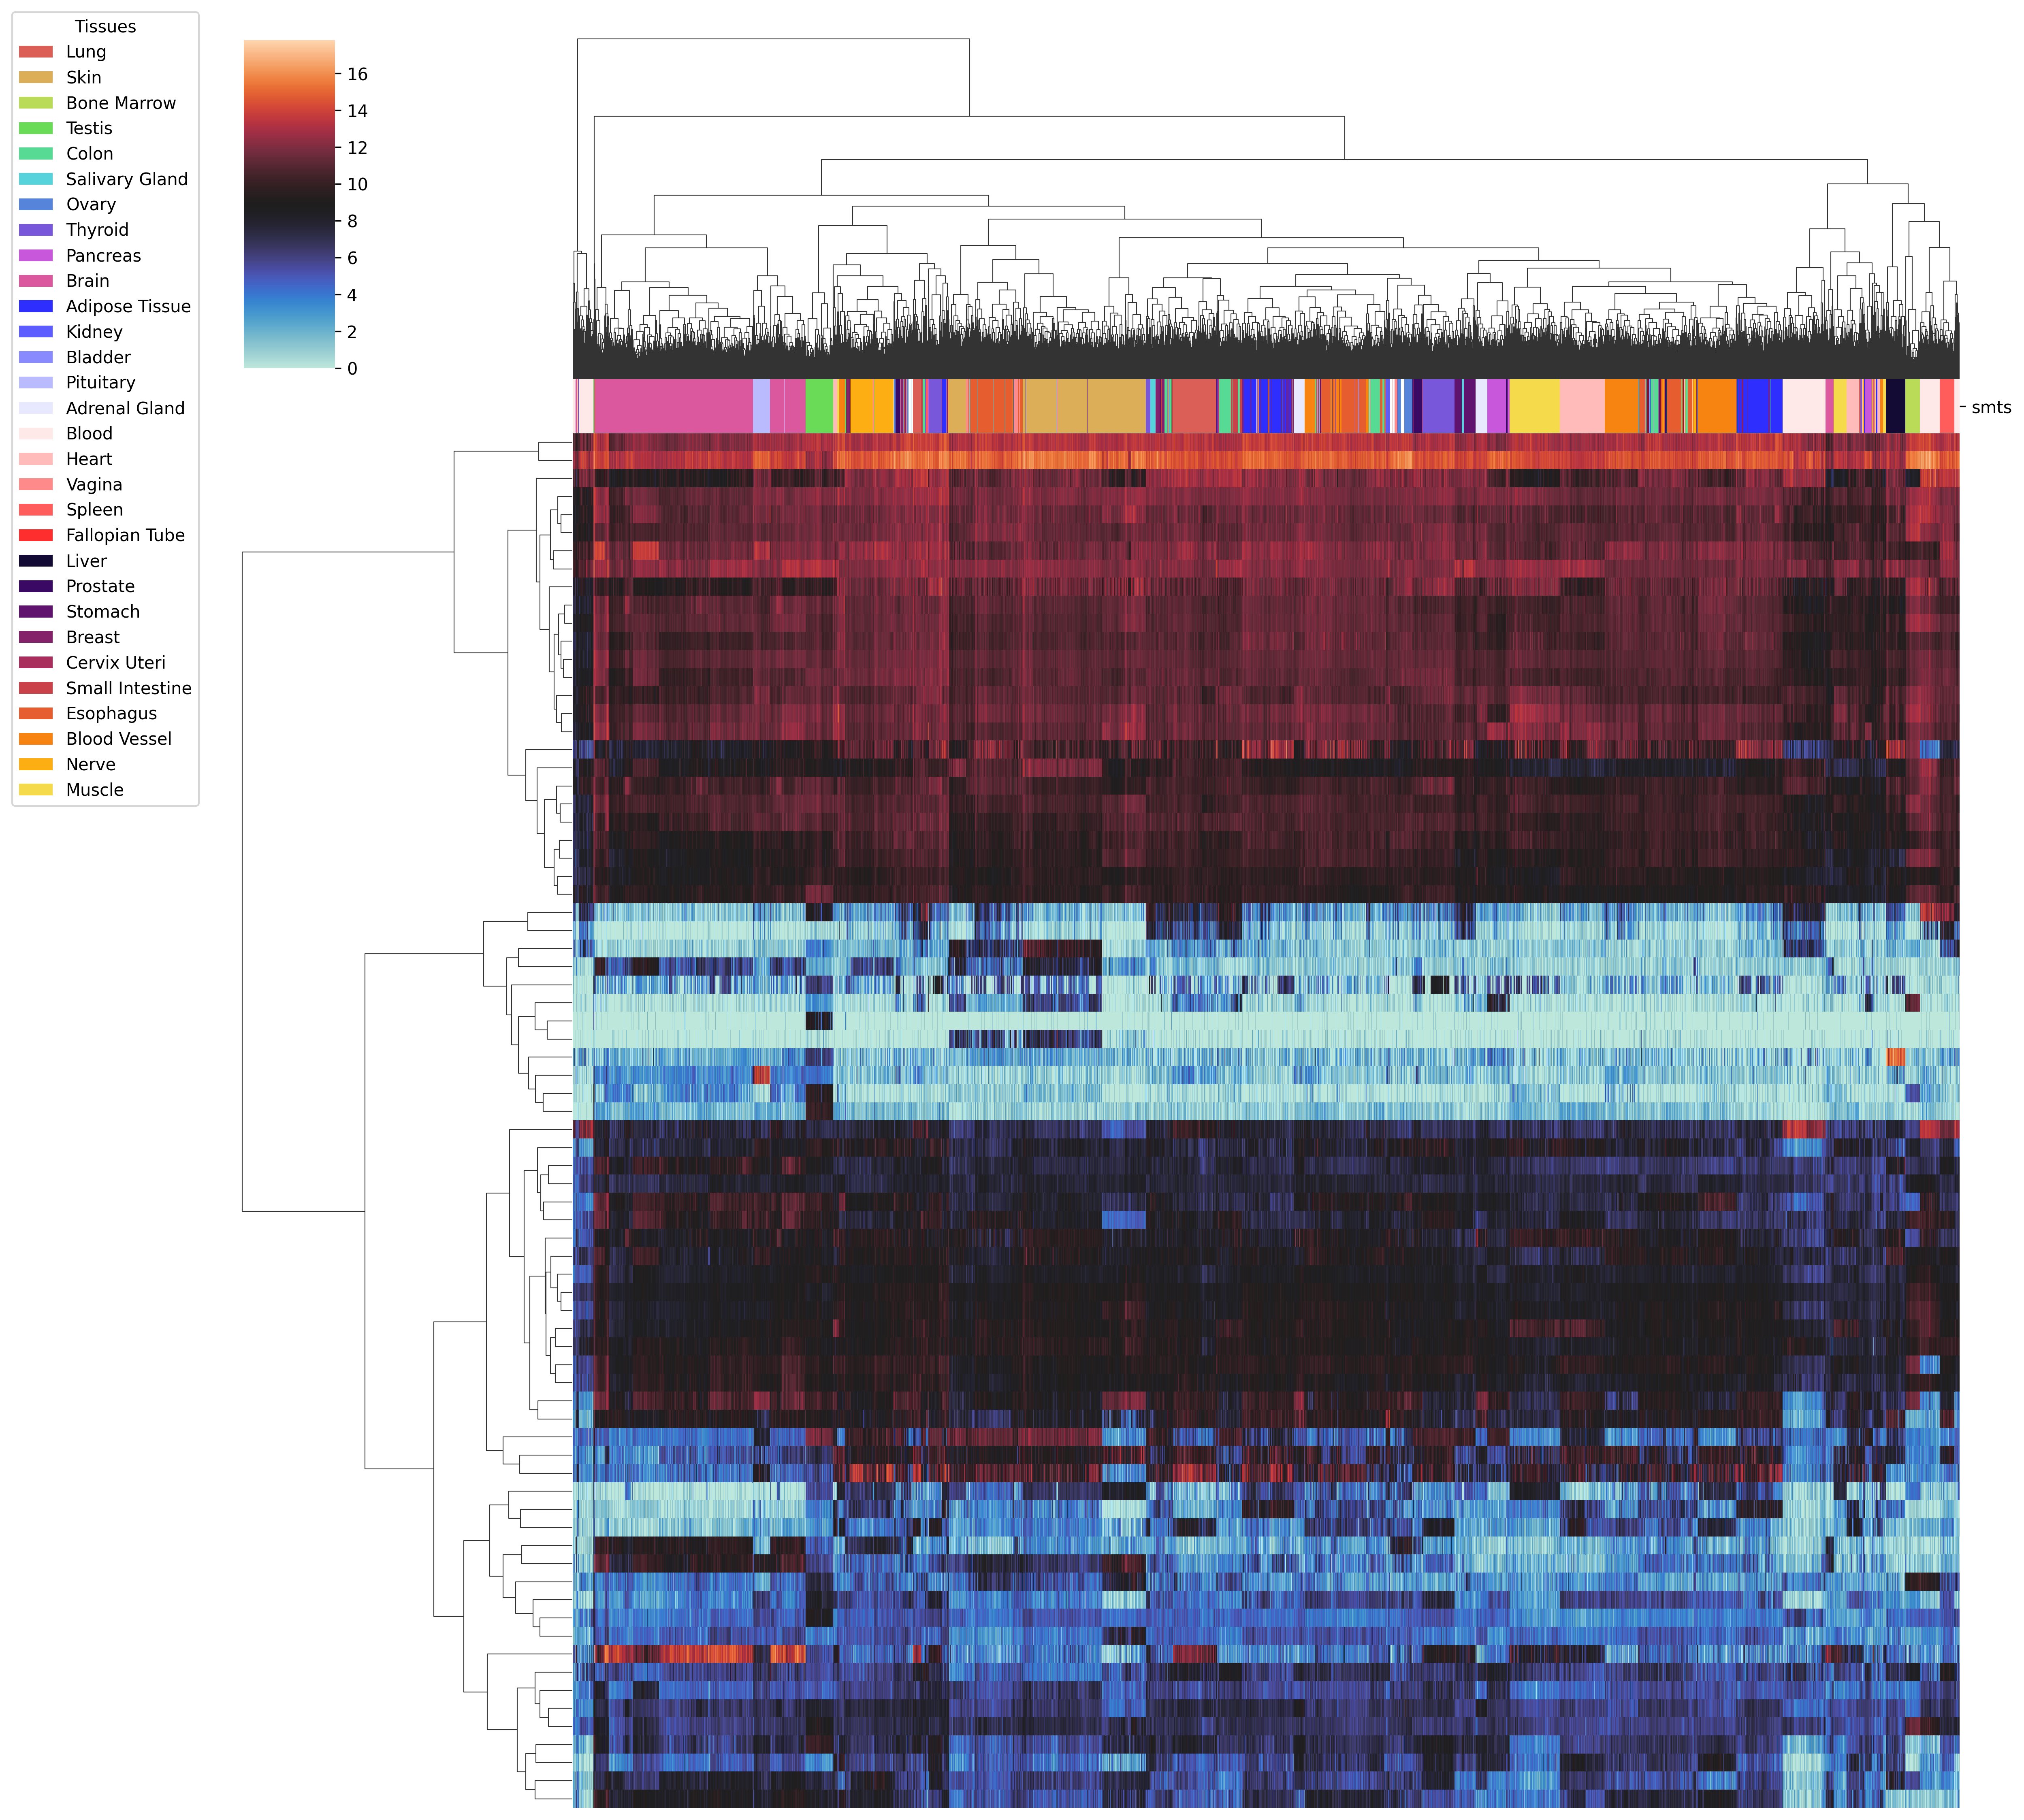 Tissues
Lung
Skin
Bone Marrow
Testis
Colon
Salivary Gland
Ovary
Thyroid
Pancreas
Brain
Adipose Tissue
Kidney
Bladder
Pituitary
Adrenal Gland
Blood
Heart
Vagina
Spleen
Fallopian Tube
Liver
Prostate
Stomach
Breast
Cervix Uteri
Small Intestine
Esophagus
Blood Vessel
Nerve
Muscle
16
14
12
10
8
6
4
2
0
smts